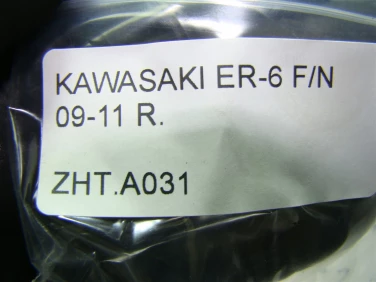 KAWASAKI ER-6 F/N
09-11 R.
ZHT.A031